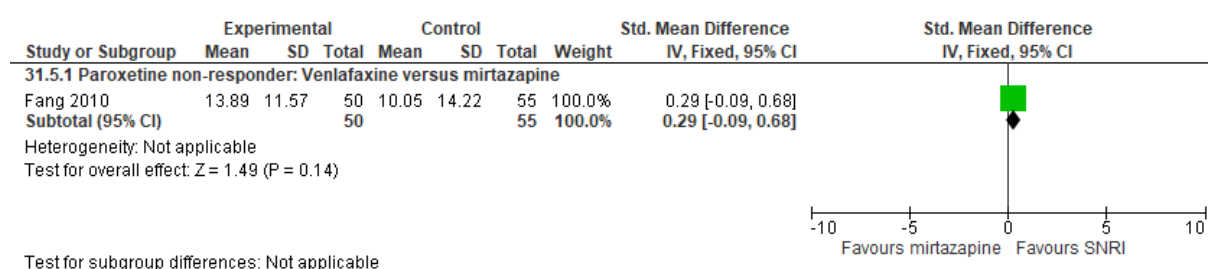 Experimental Control Std. Mean Difference Std. Mean Difference
Study or Subgroup Mean SD Total Mean SD Total Weight IV, Fixed, 95% CI IV, Fixed, 95% CI
31.5.1 Paroxetine non-responder: Venlafaxine versus mirtazapine
Fang 2010 13.89 11.57 50 10.05 14.22 55 100.0% 0.29 [-0.09, 0.68]
Subtotal (95% CI) 50 55 100.0% 0.29 [-0.09, 0.68]
Heterogeneity: Not applicable
Test for overall effect: Z = 1.49 (P = 0.14)
-10 -5 0 5 10
Favours mirtazapine Favours SNRI
Test for subgroup differences: Not applicable